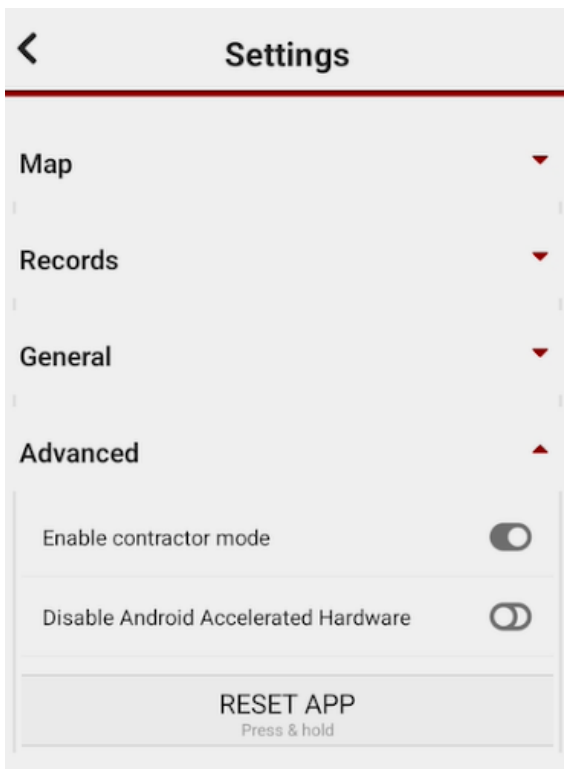 Settings
Map
Records
General
Advanced
Enable contractor mode
Disable Android Accelerated Hardware
RESET APP
Press & hold